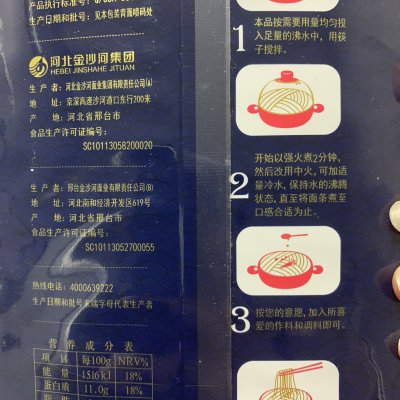 产品执行标准号:
生产日期和批号: 见本包装背面喷码处
河北金沙河集团
HEBEI JINSHAHE JITUAN
生 产 者: 河北金沙河面业集团有限责任公司(A)
地 址: 京深高速沙河道口东行200米
产 地: 河北省邢台市
食品生产许可证编号:
SC10113058200020
生 产 者: 邢台金沙河面业有限责任公司(B)
地 址: 河北南和经济开发区619号
产 地: 河北省邢台市
食品生产许可证编号:
SC10113052700055
热线电话: 4000639222
生产日期和批号末端字母代表生产者
营 养 成 分 表
项 目 每100g NRV%
能 量 1516kJ 18%
蛋白质 11.0g 18%
1
本品按需要用量均匀投
入足量的沸水中，用筷
子搅拌。
2
开始以强火煮2分钟，
然后改用中火，可加适
量冷水，保持水的沸腾
状态，直至将面条煮至
口感合适为止。
3
按您的意愿，加入所喜
爱的作料和调料即可。